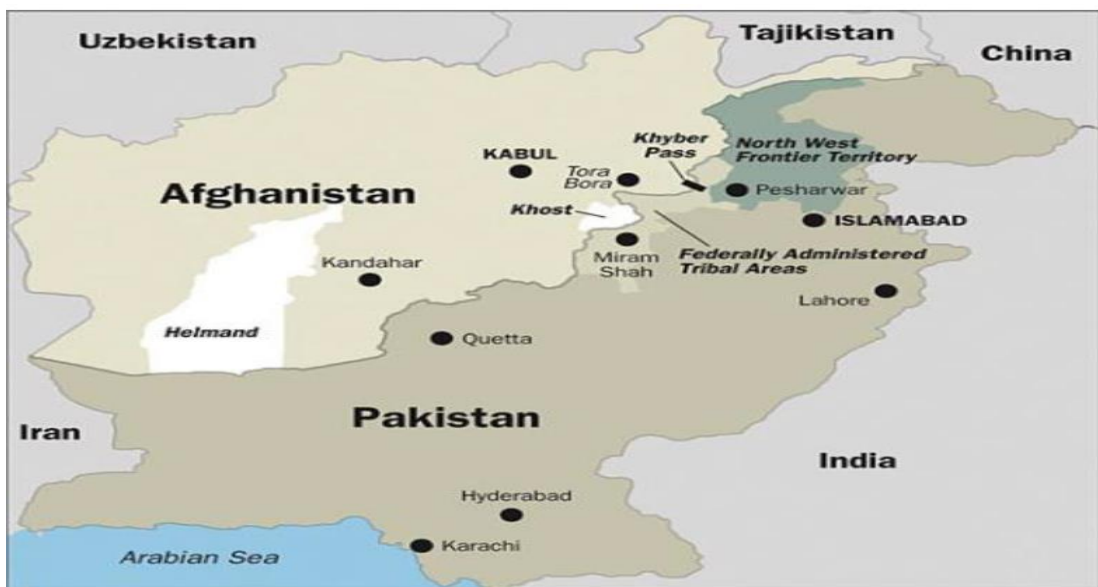 Uzbekistan
Tajikistan
China
Khyber
Pass
North West
Frontier Territory
KABUL
Tora
Bora
Pesharwar
Afghanistan
Khost
ISLAMABAD
Federally Administered
Tribal Areas
Miram
Shah
Kandahar
Lahore
Helmand
Quetta
Pakistan
Iran
India
Hyderabad
Karachi
Arabian Sea